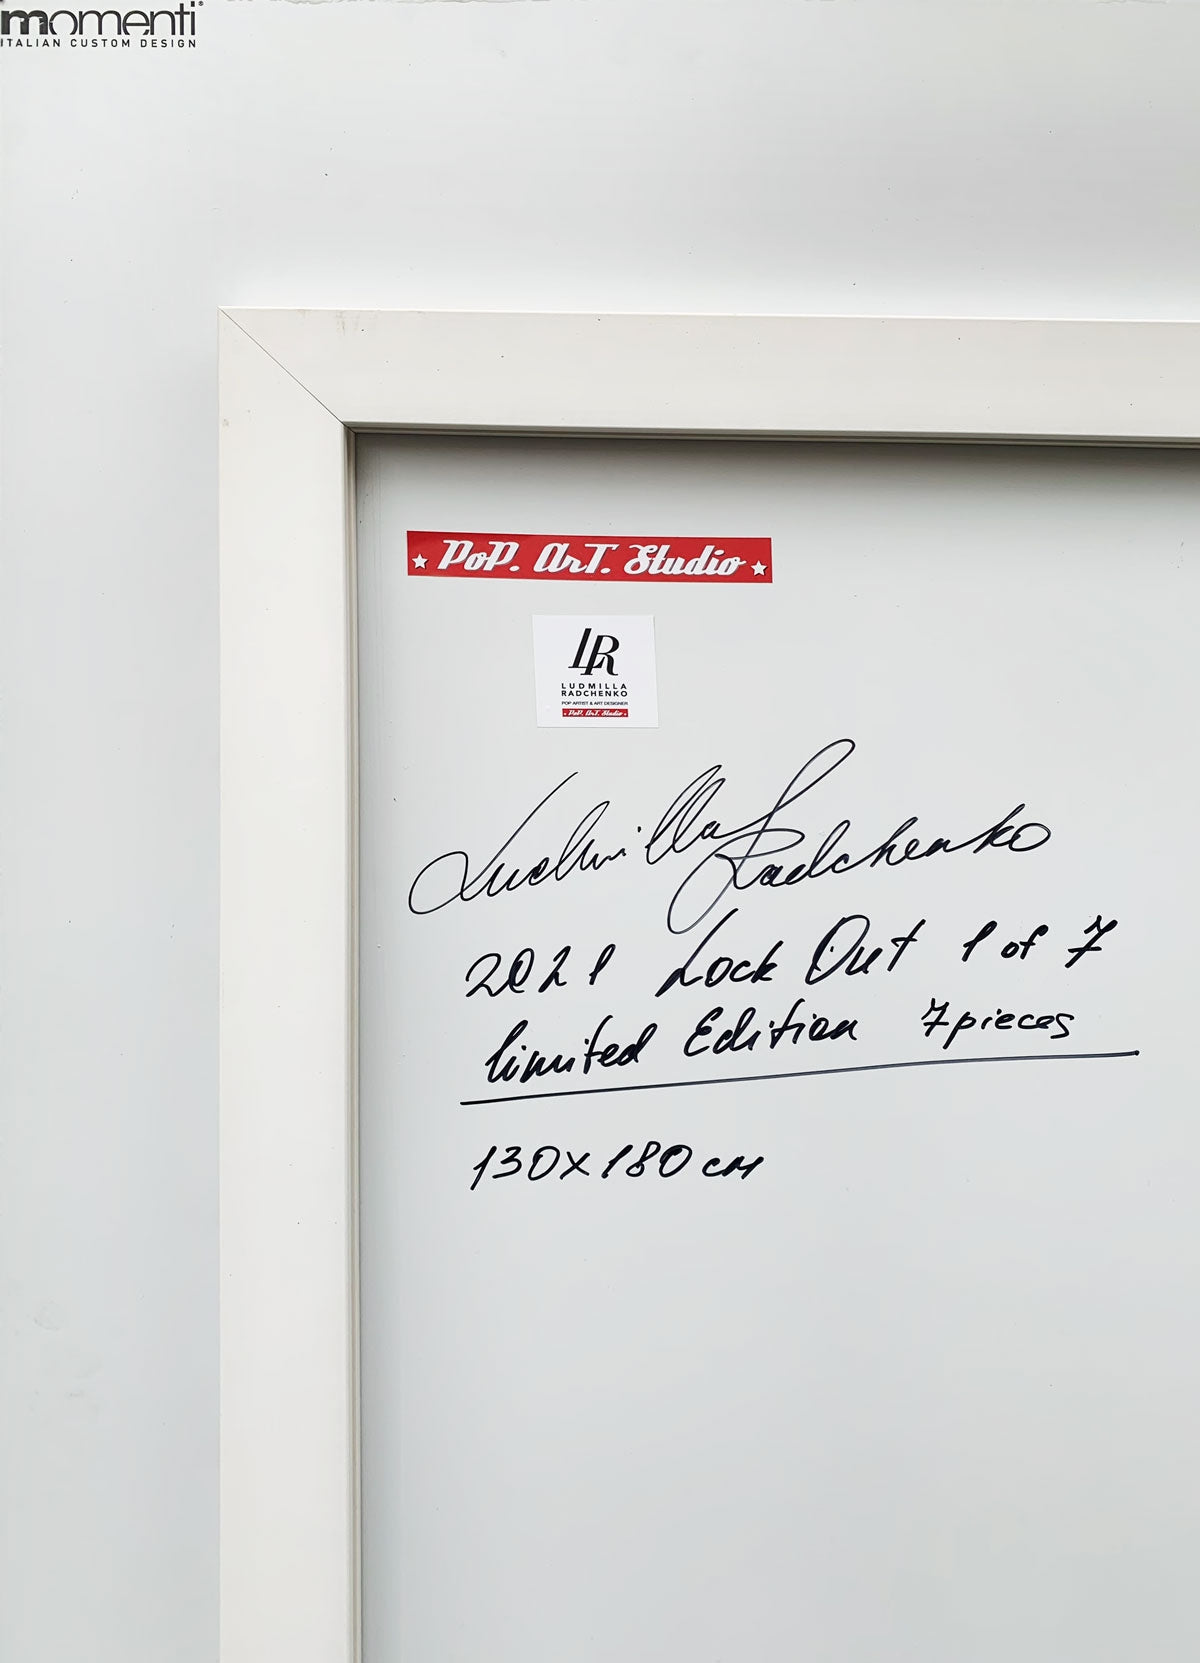 momenti®
ITALIAN CUSTOM DESIGN
★ PoP. ArT. Studio ★
LR
LUDMILLA
RADCHENKO
POP ARTIST & ART DESIGNER
PoP. ArT. Studio
Ludmilla Radchenko
2021 Lock Out 1 of 7
limited Edition 7pieces
130x180 cm